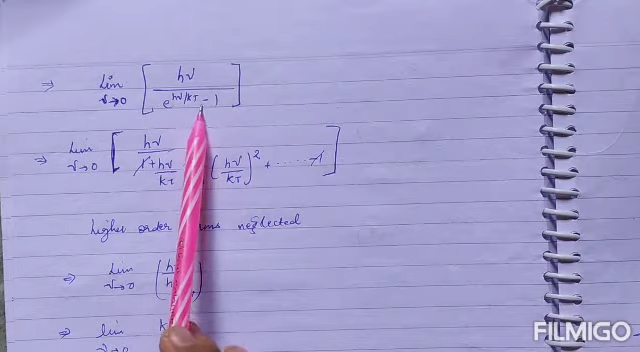 ⇒ Lim ν→0 [ hν / e^hν/KT - 1 ]
⇒ Lim ν→0 [ hν / 1 + hν/KT (hν/KT)^2 + ...... - 1 ]
higher order neglected
⇒ Lim ν→0 ( h / h )
⇒ lim ν→0 K
FILMIGO